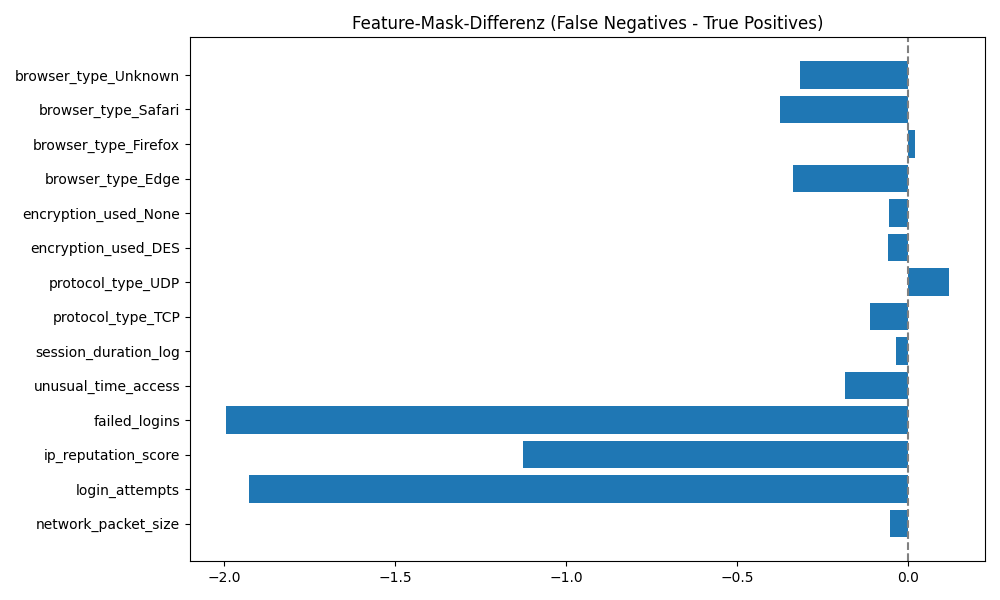 Feature-Mask-Differenz (False Negatives - True Positives)
browser_type_Unknown
browser_type_Safari
browser_type_Firefox
browser_type_Edge
encryption_used_None
encryption_used_DES
protocol_type_UDP
protocol_type_TCP
session_duration_log
unusual_time_access
failed_logins
ip_reputation_score
login_attempts
network_packet_size
−2.0 −1.5 −1.0 −0.5 0.0